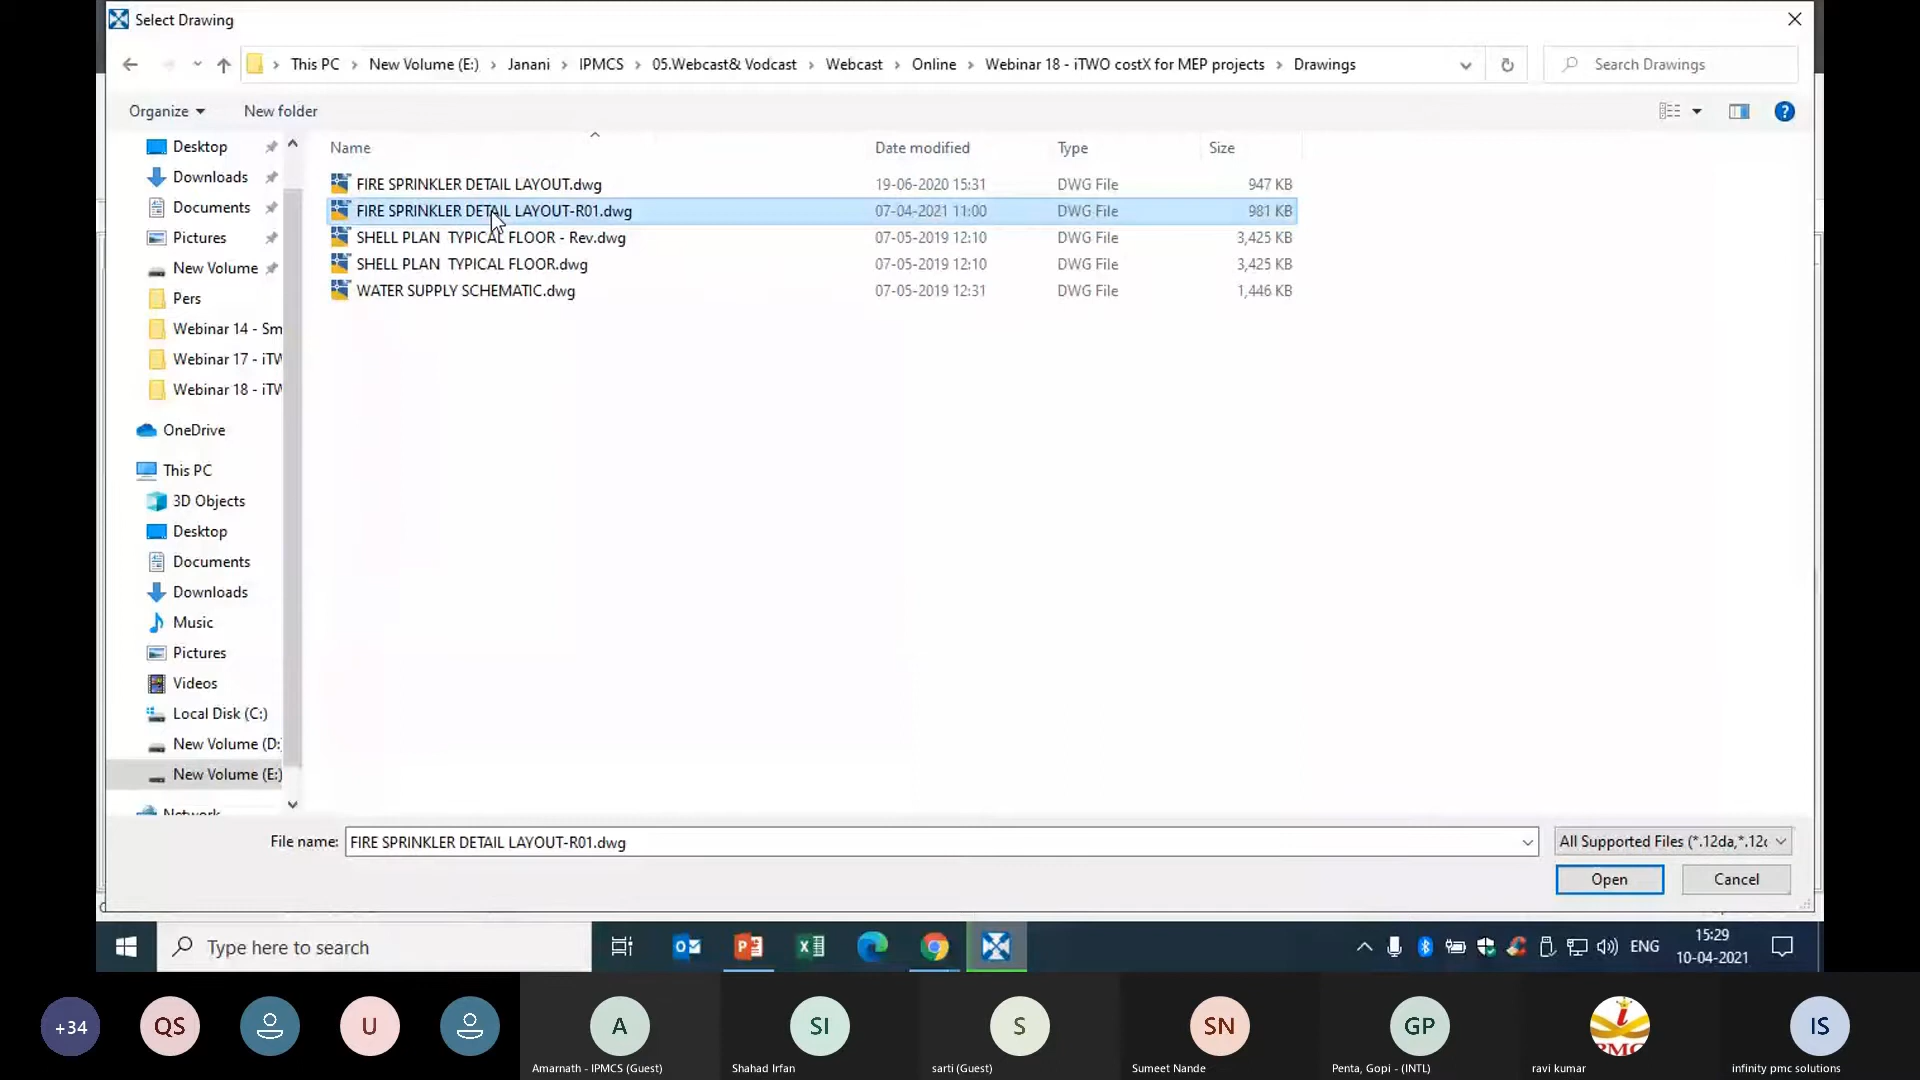 Select Drawing
This PC > New Volume (E:) > Janani > IPMCS > 05.Webcast& Vodcast > Webcast > Online > Webinar 18 - iTWO costX for MEP projects > Drawings
Search Drawings
Organize
New folder
Name Date modified Type Size
FIRE SPRINKLER DETAIL LAYOUT.dwg 19-06-2020 15:31 DWG File 947 KB
FIRE SPRINKLER DETAIL LAYOUT-R01.dwg 07-04-2021 11:00 DWG File 981 KB
SHELL PLAN  TYPICAL FLOOR - Rev.dwg 07-05-2019 12:10 DWG File 3,425 KB
SHELL PLAN  TYPICAL FLOOR.dwg 07-05-2019 12:10 DWG File 3,425 KB
WATER SUPPLY SCHEMATIC.dwg 07-05-2019 12:31 DWG File 1,446 KB
Desktop
Downloads
Documents
Pictures
New Volume
Pers
Webinar 14 - Sm
Webinar 17 - iTW
Webinar 18 - iTW
OneDrive
This PC
3D Objects
Desktop
Documents
Downloads
Music
Pictures
Videos
Local Disk (C:)
New Volume (D:
New Volume (E:)
Network
File name: FIRE SPRINKLER DETAIL LAYOUT-R01.dwg
All Supported Files (*.12da,*.12d
Open
Cancel
Type here to search
ENG
15:29
10-04-2021
+34
QS
U
A
SI
S
SN
GP
IS
Amarnath - IPMCS (Guest)
Shahad Irfan
sarti (Guest)
Sumeet Nande
Penta, Gopi - (INTL)
ravi kumar
infinity pmc solutions